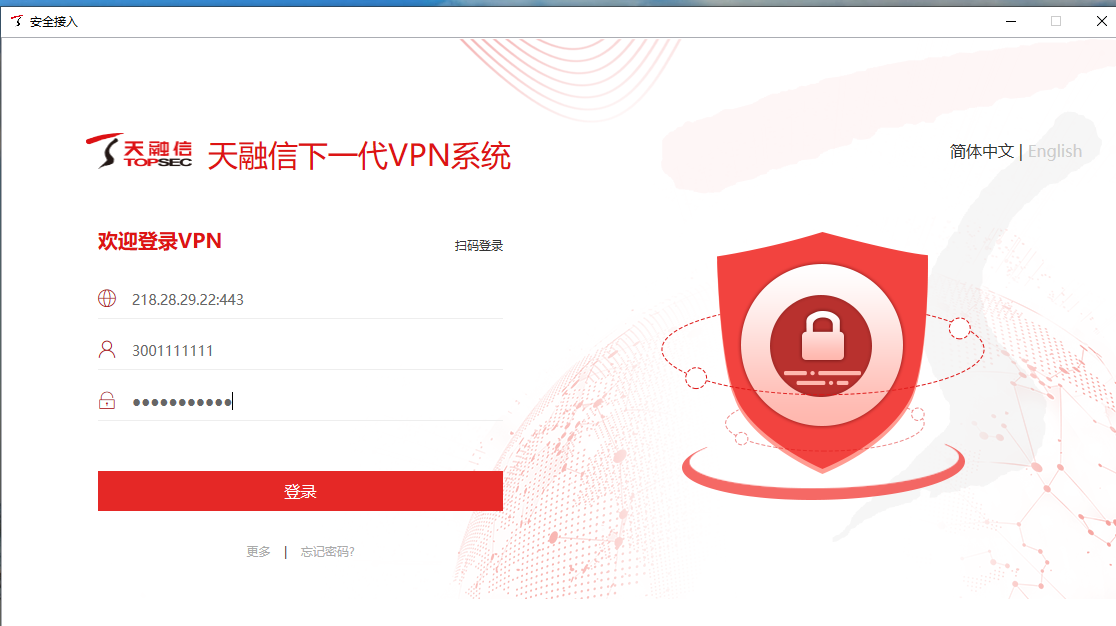 安全接入
天融信
TOPSEC
天融信下一代VPN系统
简体中文 | English
欢迎登录VPN
扫码登录
218.28.29.22:443
3001111111
●●●●●●●●●●●
登录
更多 | 忘记密码?